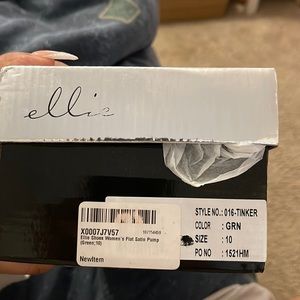 ellie
STYLE NO.: 016-TINKER
COLOR: GRN
SIZE: 10
PO NO: 1521HM
X0007J7V57
Ellie Shoes Women's Flat Satin Pump
(Green;10)
NewItem